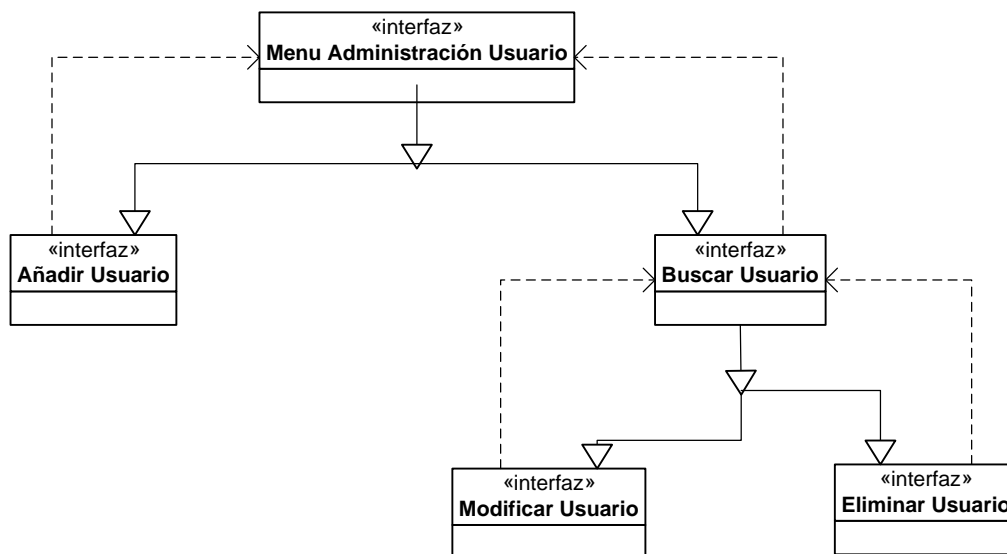 «interfaz»
Menu Administración Usuario
«interfaz»
Añadir Usuario
«interfaz»
Buscar Usuario
«interfaz»
Modificar Usuario
«interfaz»
Eliminar Usuario